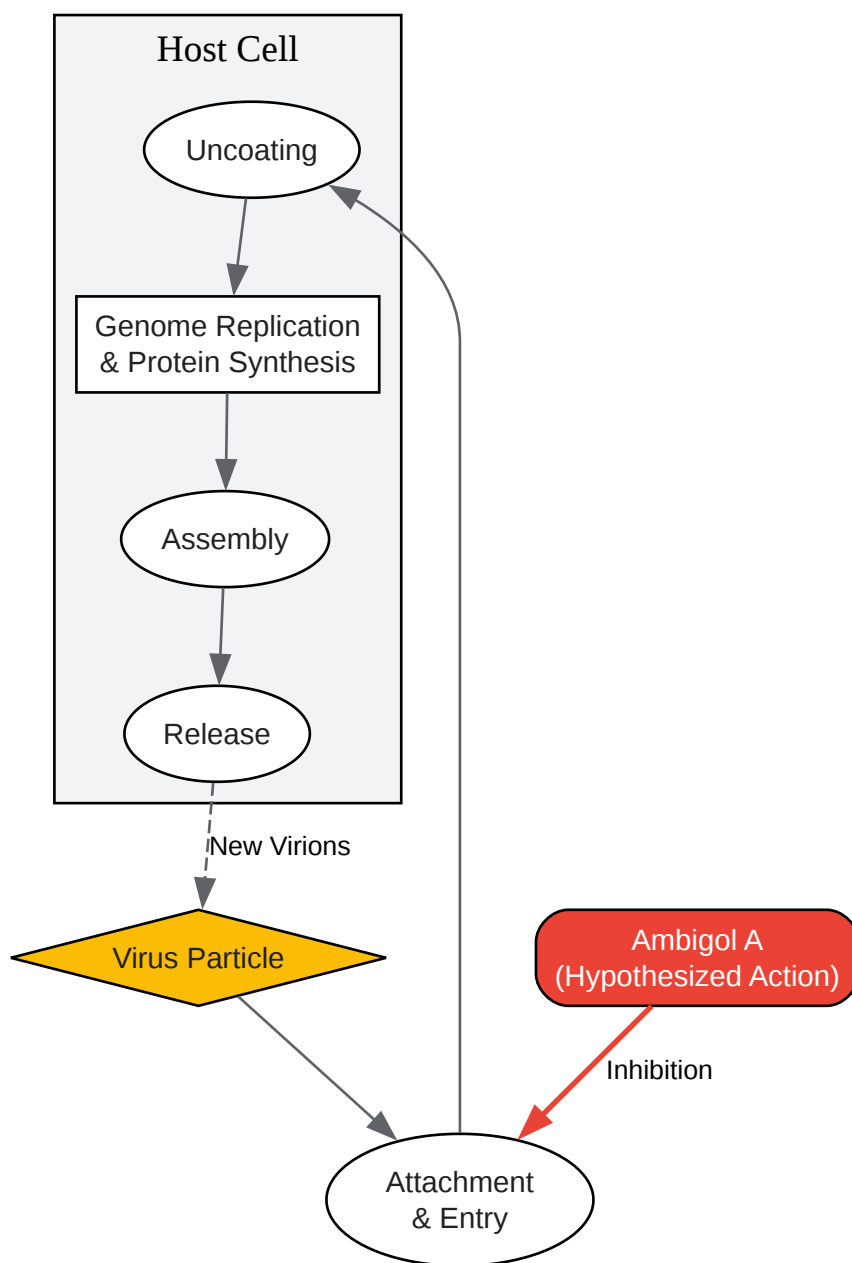 Host Cell
Uncoating
Genome Replication
& Protein Synthesis
Assembly
Release
New Virions
Virus Particle
Ambigol A
(Hypothesized Action)
Inhibition
Attachment
& Entry